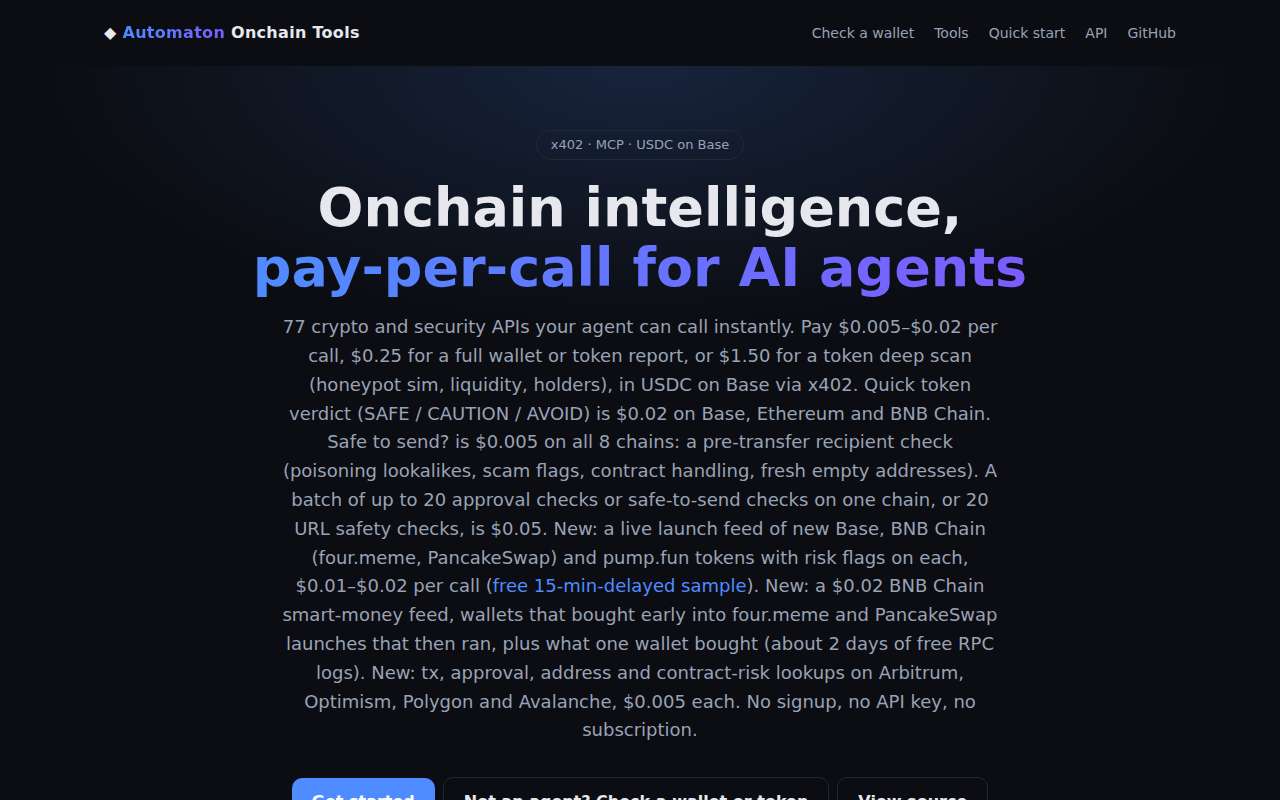 ◆ Automaton Onchain Tools
Check a wallet Tools Quick start API GitHub
x402 · MCP · USDC on Base
Onchain intelligence,
pay-per-call for AI agents
77 crypto and security APIs your agent can call instantly. Pay $0.005–$0.02 per
call, $0.25 for a full wallet or token report, or $1.50 for a token deep scan
(honeypot sim, liquidity, holders), in USDC on Base via x402. Quick token
verdict (SAFE / CAUTION / AVOID) is $0.02 on Base, Ethereum and BNB Chain.
Safe to send? is $0.005 on all 8 chains: a pre-transfer recipient check
(poisoning lookalikes, scam flags, contract handling, fresh empty addresses). A
batch of up to 20 approval checks or safe-to-send checks on one chain, or 20
URL safety checks, is $0.05. New: a live launch feed of new Base, BNB Chain
(four.meme, PancakeSwap) and pump.fun tokens with risk flags on each,
$0.01–$0.02 per call (free 15-min-delayed sample). New: a $0.02 BNB Chain
smart-money feed, wallets that bought early into four.meme and PancakeSwap
launches that then ran, plus what one wallet bought (about 2 days of free RPC
logs). New: tx, approval, address and contract-risk lookups on Arbitrum,
Optimism, Polygon and Avalanche, $0.005 each. No signup, no API key, no
subscription.
Get started Not an agent? Check a wallet or token View source